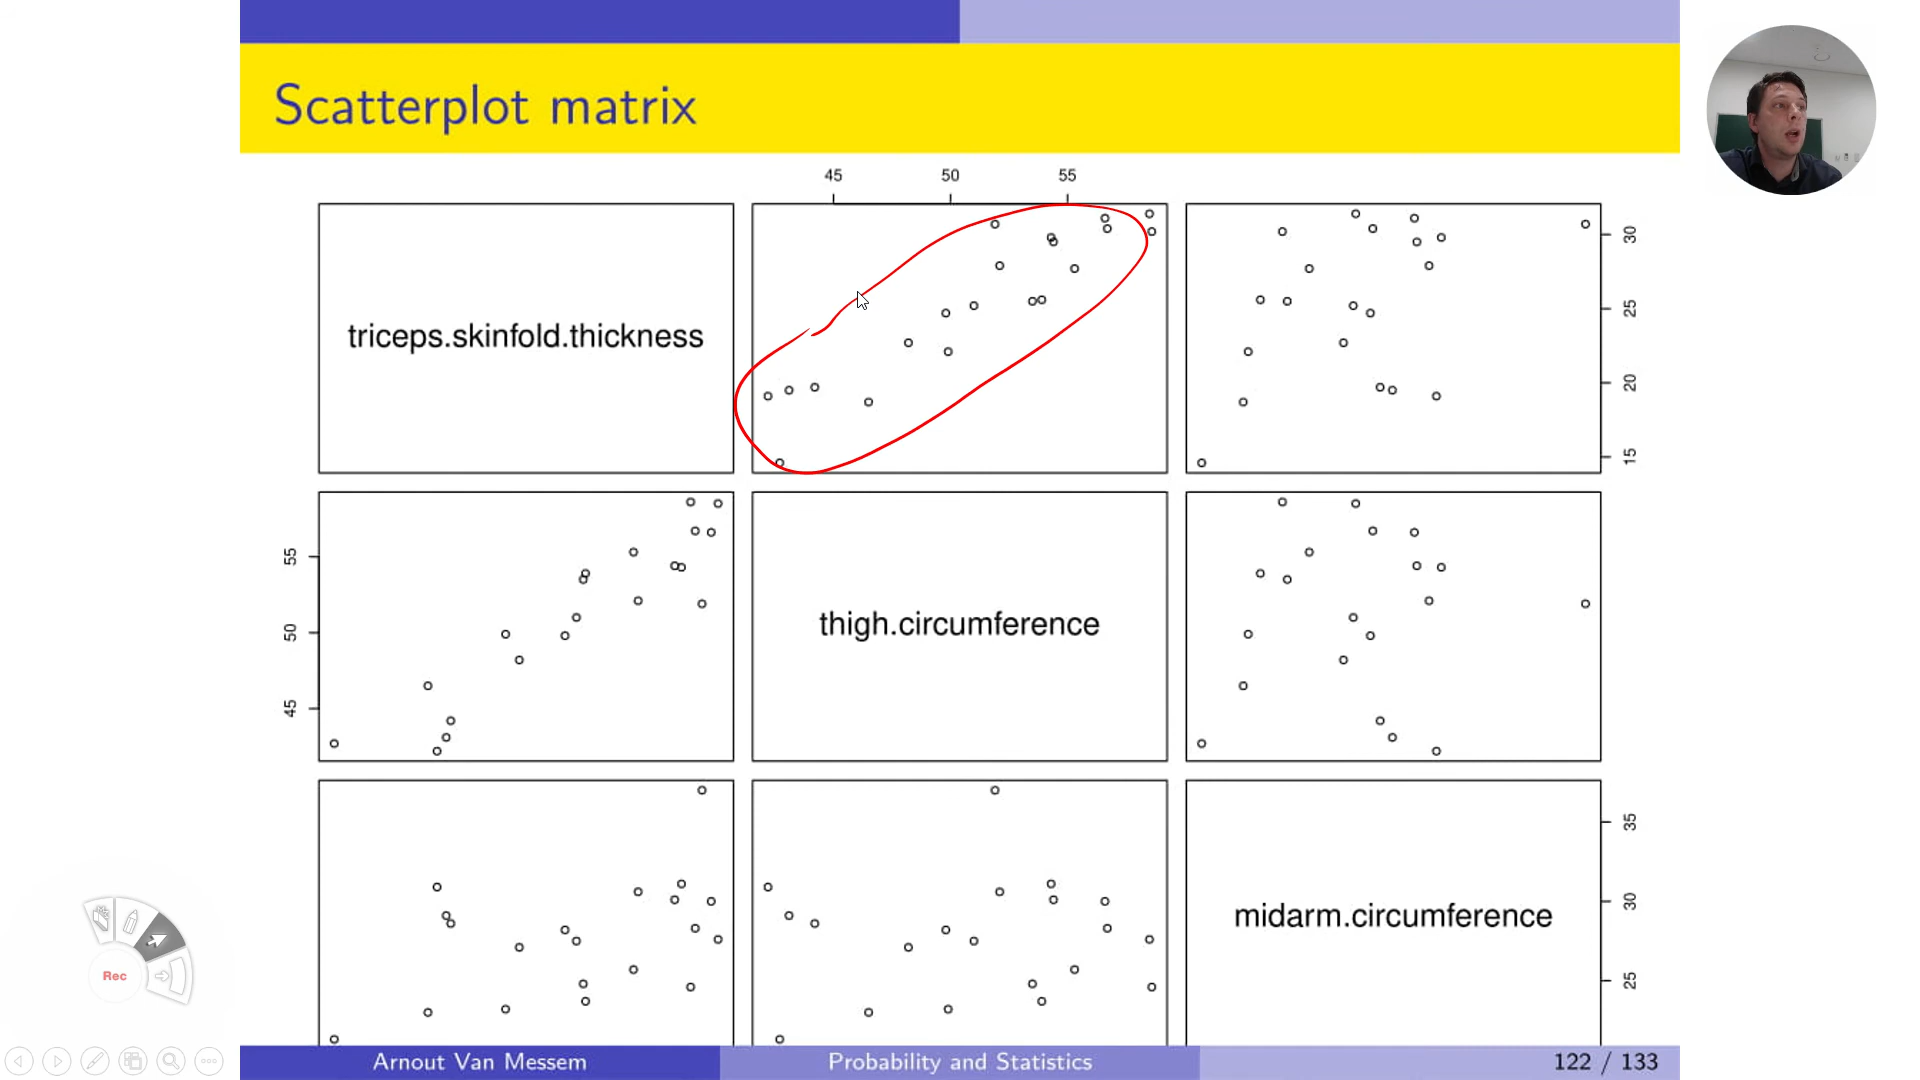 Scatterplot matrix
45 50 55
triceps.skinfold.thickness
30
25
20
15
55
50
45
thigh.circumference
midarm.circumference
35
30
25
Rec
Arnout Van Messem
Probability and Statistics
122 / 133